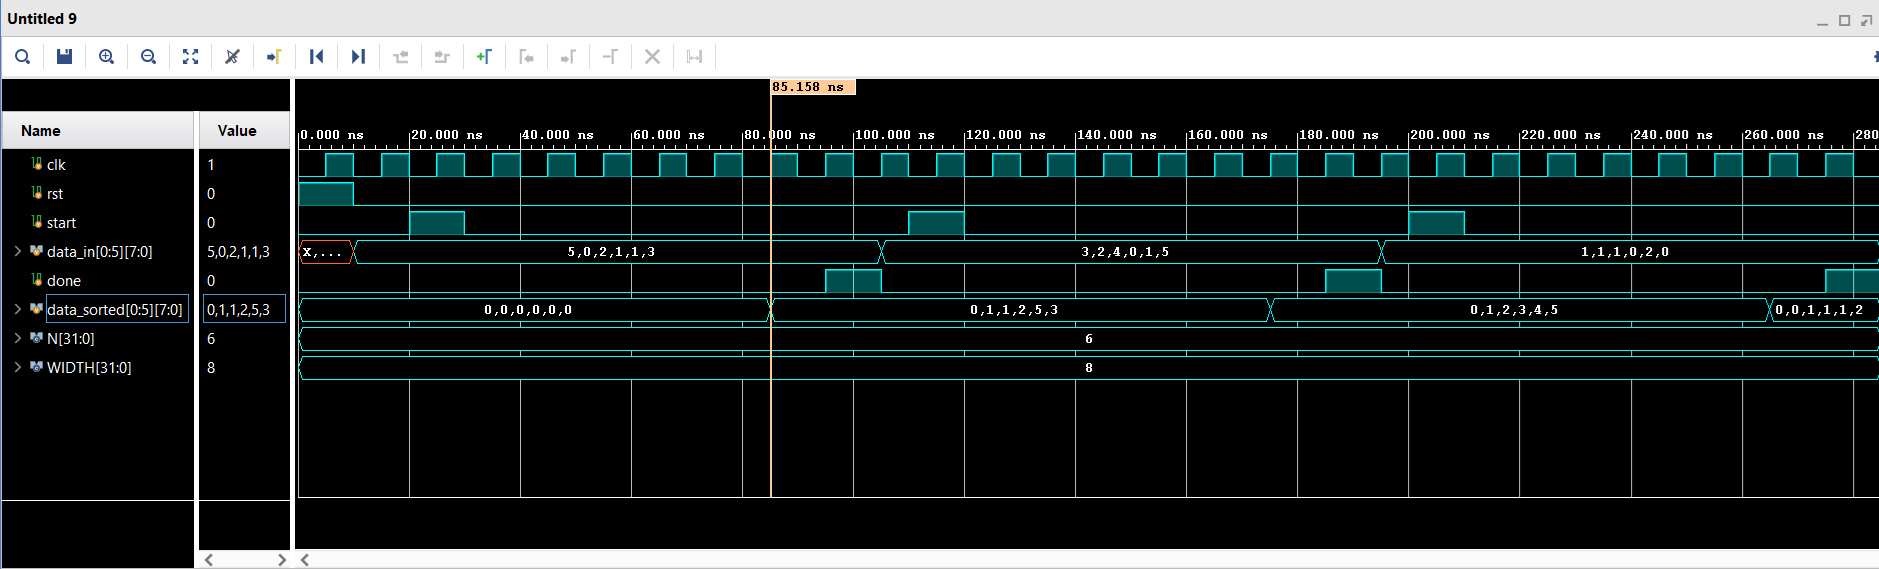 Untitled 9
85.158 ns
Name Value
0.000 ns 20.000 ns 40.000 ns 60.000 ns 80.000 ns 100.000 ns 120.000 ns 140.000 ns 160.000 ns 180.000 ns 200.000 ns 220.000 ns 240.000 ns 260.000 ns 280
clk 1
rst 0
start 0
data_in[0:5][7:0] 5,0,2,1,1,3 X,... 5,0,2,1,1,3 3,2,4,0,1,5 1,1,1,0,2,0
done 0
data_sorted[0:5][7:0] 0,1,1,2,5,3 0,0,0,0,0,0 0,1,1,2,5,3 0,1,2,3,4,5 0,0,1,1,1,2
N[31:0] 6 6
WIDTH[31:0] 8 8